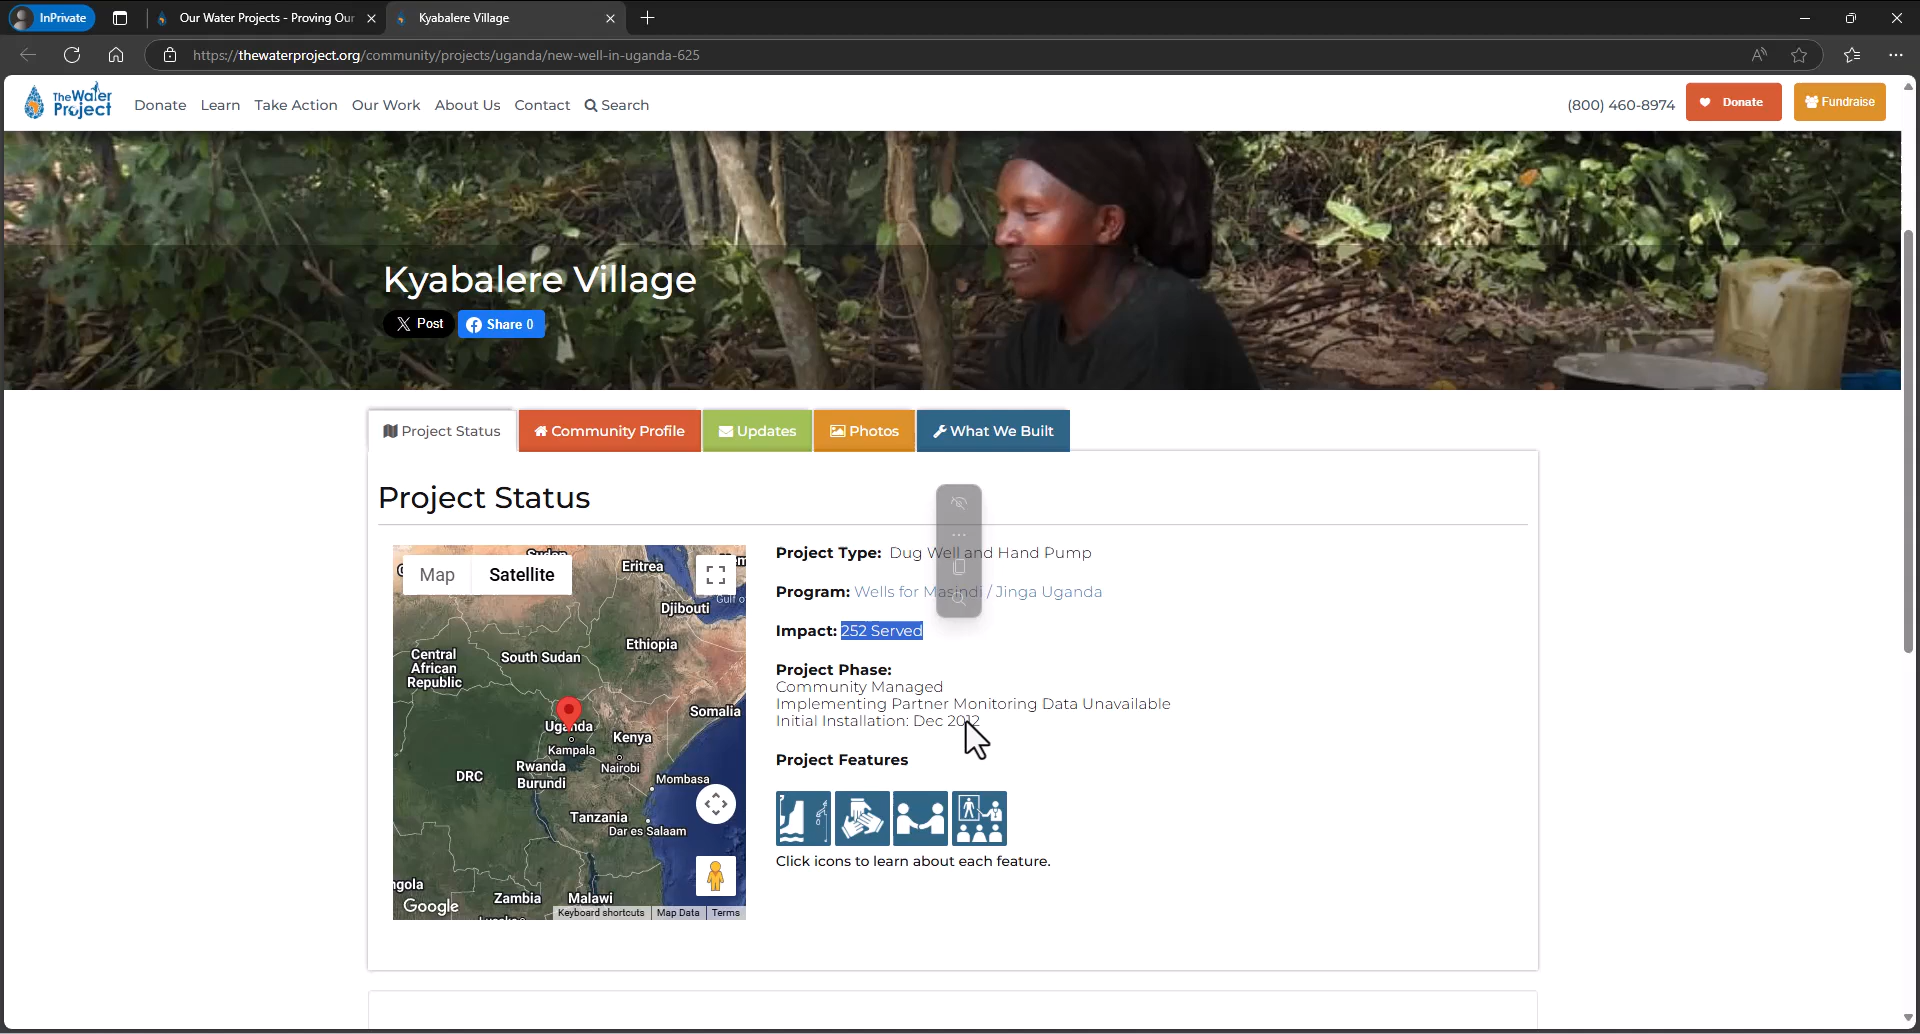 InPrivate
Our Water Projects - Proving Our
Kyabalere Village
https://thewaterproject.org/community/projects/uganda/new-well-in-uganda-625
The Water Project
Donate Learn Take Action Our Work About Us Contact Search
(800) 460-8974 Donate Fundraise
Kyabalere Village
Post Share 0
Project Status Community Profile Updates Photos What We Built
Project Status
Map Satellite
Eritrea
Gulf o
Djibouti
Ethiopia
Central African Republic
South Sudan
Somalia
Uganda
Kenya
Kampala
DRC
Rwanda
Nairobi
Burundi
Mombasa
Tanzania
Dar es Salaam
ngola
Zambia
Malawi
Google
Keyboard shortcuts Map Data Terms
Project Type: Dug Well and Hand Pump
Program: Wells for Masindi / Jinga Uganda
Impact: 252 Served
Project Phase:
Community Managed
Implementing Partner Monitoring Data Unavailable
Initial Installation: Dec 2012
Project Features
Click icons to learn about each feature.